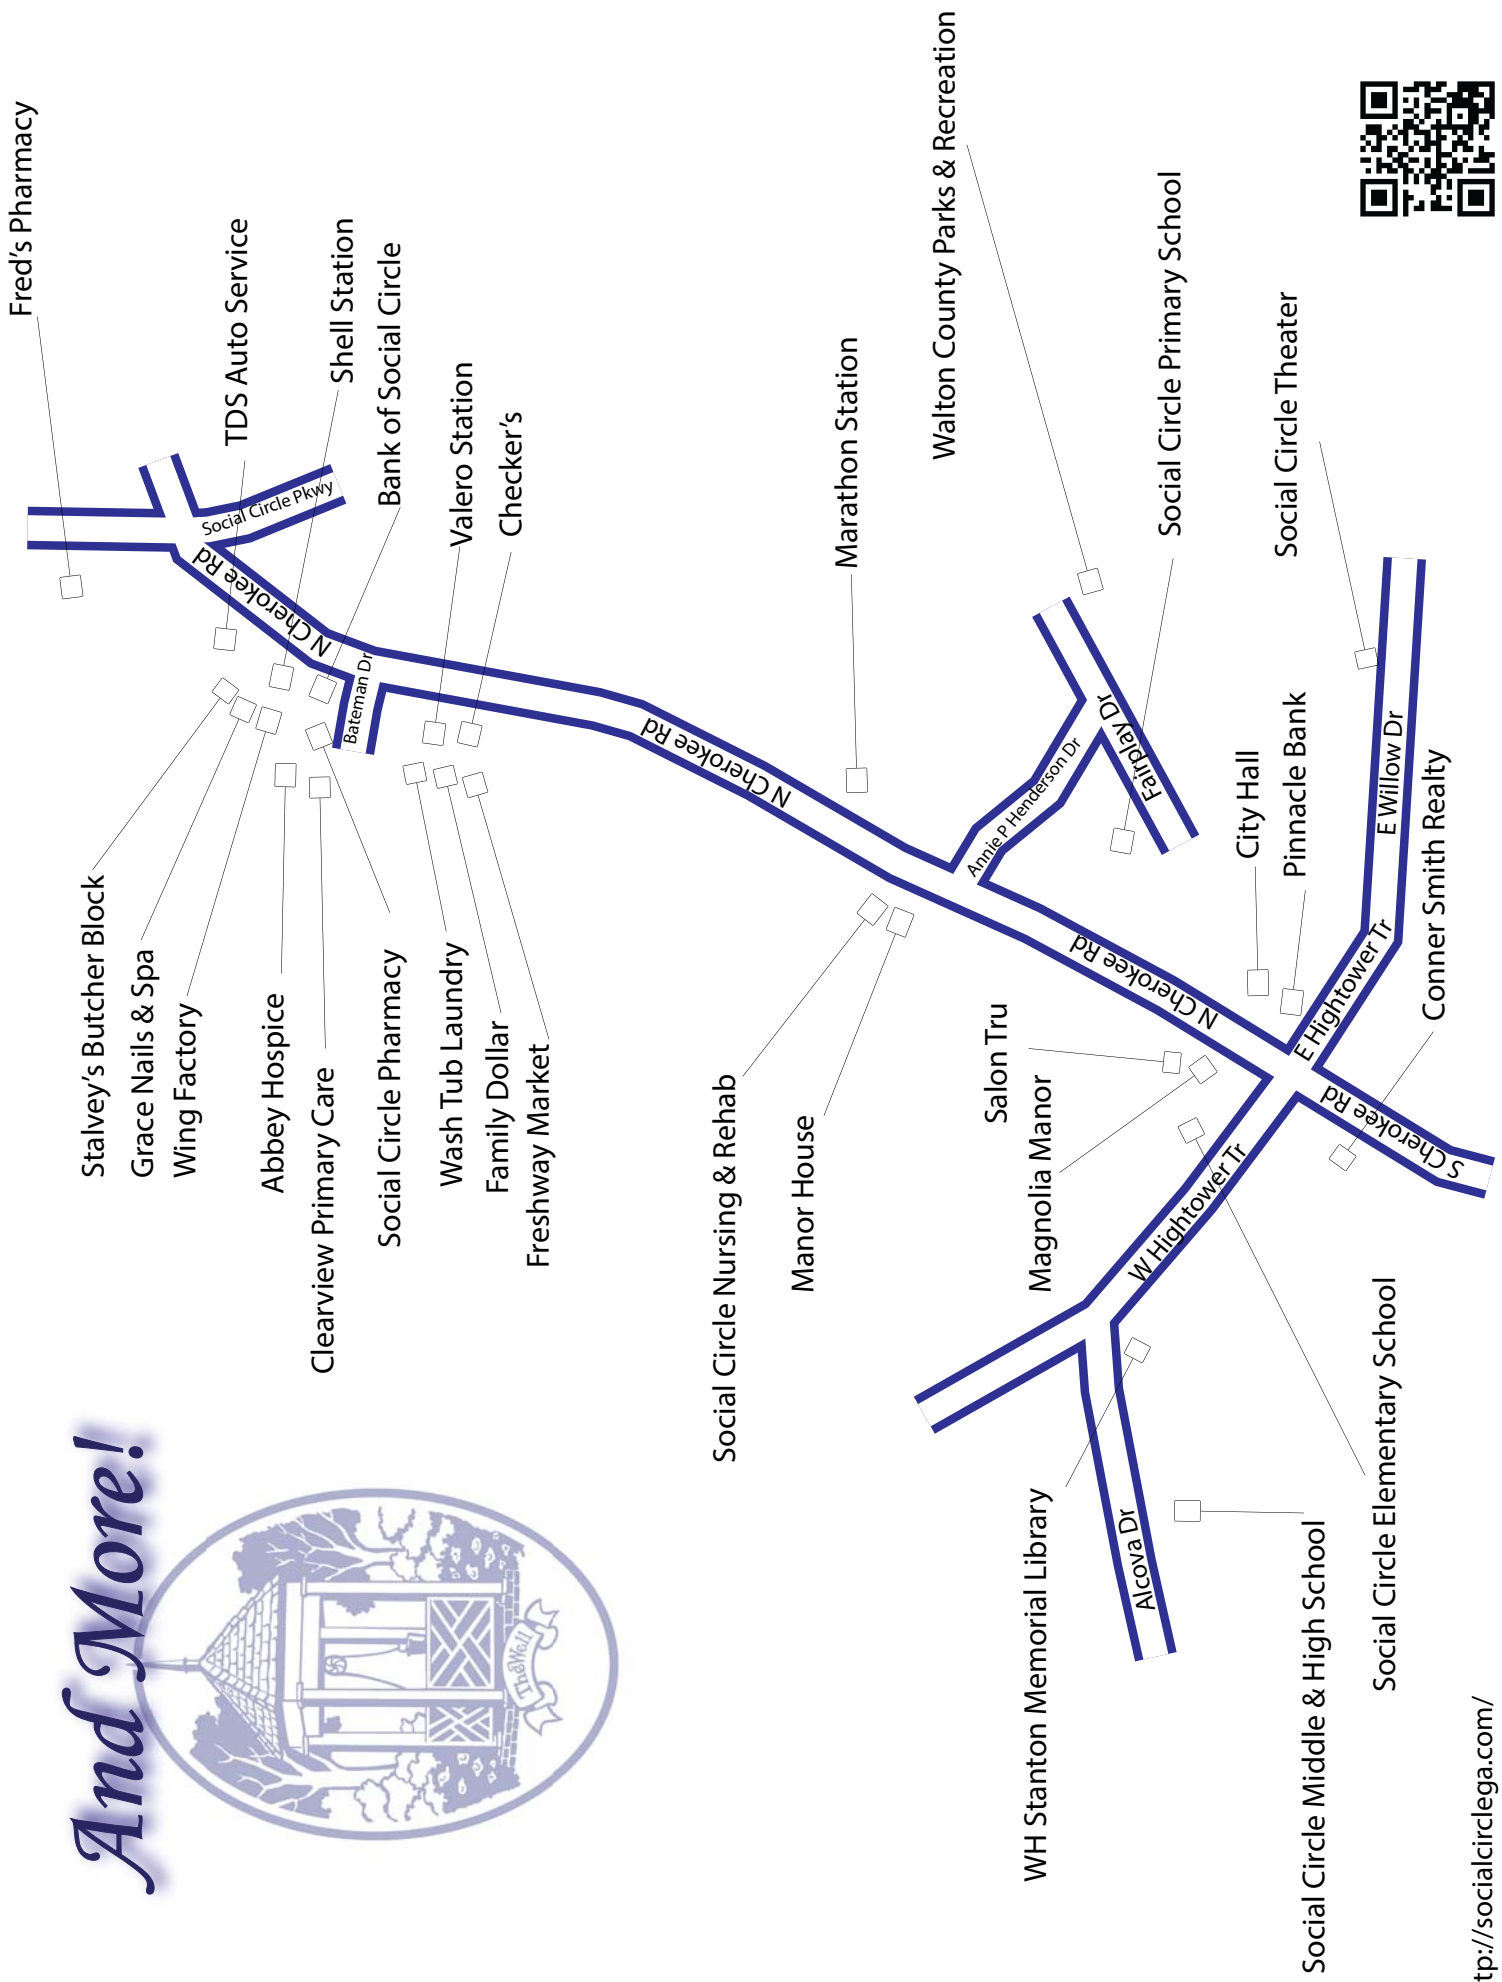 And More!
The Well
Fred's Pharmacy
TDS Auto Service
Shell Station
Bank of Social Circle
Valero Station
Checker's
Stalvey's Butcher Block
Grace Nails & Spa
Wing Factory
Abbey Hospice
Clearview Primary Care
Social Circle Pharmacy
Wash Tub Laundry
Family Dollar
Freshway Market
Social Circle Pkwy
N Cherokee Rd
Bateman Dr
N Cherokee Rd
Marathon Station
Walton County Parks & Recreation
Social Circle Primary School
Annie P Henderson Dr
Fairplay Dr
Social Circle Nursing & Rehab
Manor House
N Cherokee Rd
Salon Tru
Magnolia Manor
City Hall
Pinnacle Bank
Social Circle Theater
E Willow Dr
E Hightower Tr
Conner Smith Realty
S Cherokee Rd
W Hightower Tr
WH Stanton Memorial Library
Alcova Dr
Social Circle Elementary School
Social Circle Middle & High School
tp://socialcirclega.com/